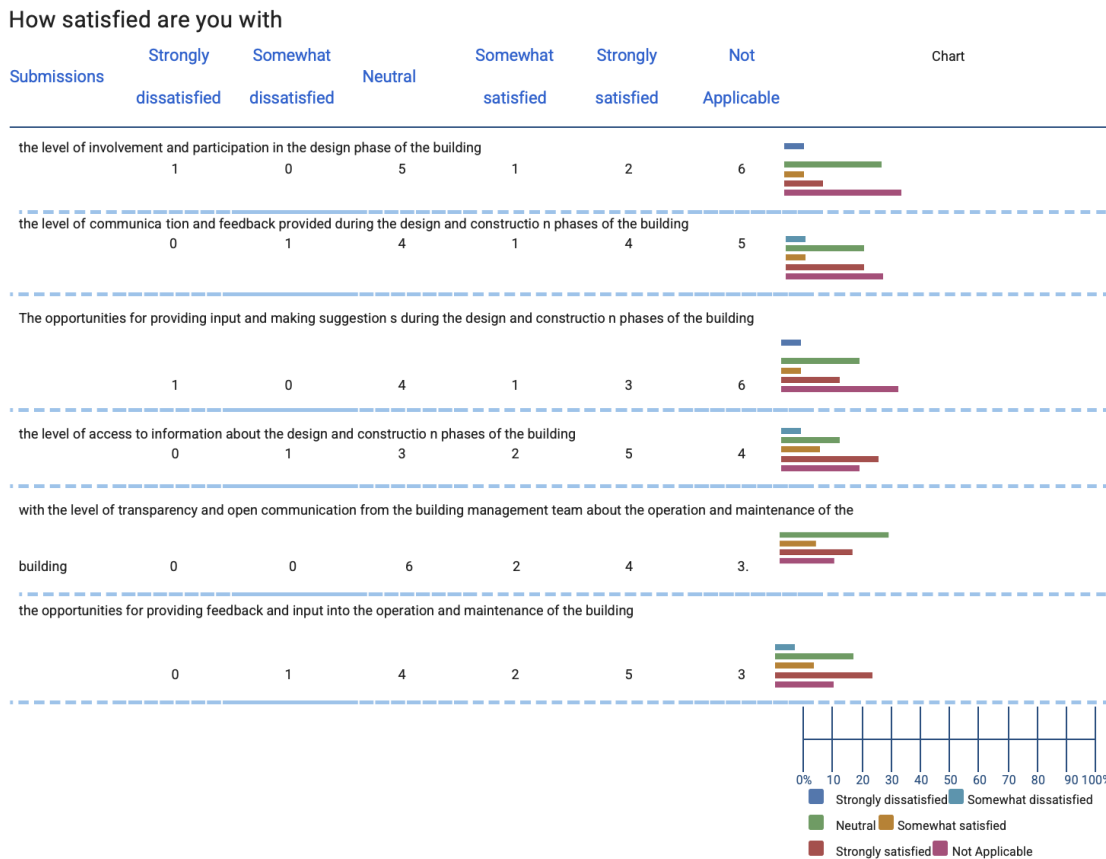 How satisfied are you with
Submissions Strongly dissatisfied Somewhat dissatisfied Neutral Somewhat satisfied Strongly satisfied Not Applicable Chart
the level of involvement and participation in the design phase of the building
1 0 5 1 2 6
the level of communica tion and feedback provided during the design and constructio n phases of the building
0 1 4 1 4 5
The opportunities for providing input and making suggestion s during the design and constructio n phases of the building
1 0 4 1 3 6
the level of access to information about the design and constructio n phases of the building
0 1 3 2 5 4
with the level of transparency and open communication from the building management team about the operation and maintenance of the
building 0 0 6 2 4 3.
the opportunities for providing feedback and input into the operation and maintenance of the building
0 1 4 2 5 3
0% 10 20 30 40 50 60 70 80 90 100%
Strongly dissatisfied Somewhat dissatisfied
Neutral Somewhat satisfied
Strongly satisfied Not Applicable